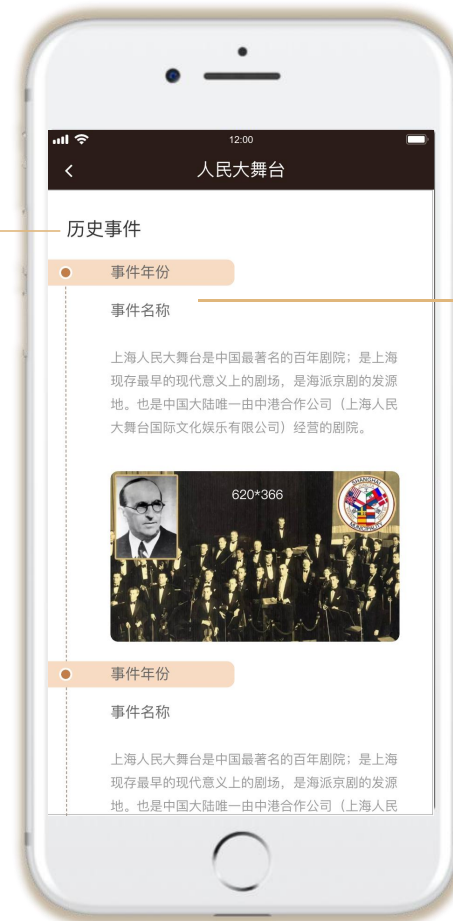 12:00
人民大舞台
历史事件
事件年份
事件名称
上海人民大舞台是中国最著名的百年剧院；是上海
现存最早的现代意义上的剧场，是海派京剧的发源
地。也是中国大陆唯一由中港合作公司（上海人民
大舞台国际文化娱乐有限公司）经营的剧院。
620*366
SHANGHAI
MUNICIPALITY
事件年份
事件名称
上海人民大舞台是中国最著名的百年剧院；是上海
现存最早的现代意义上的剧场，是海派京剧的发源
地。也是中国大陆唯一由中港合作公司（上海人民